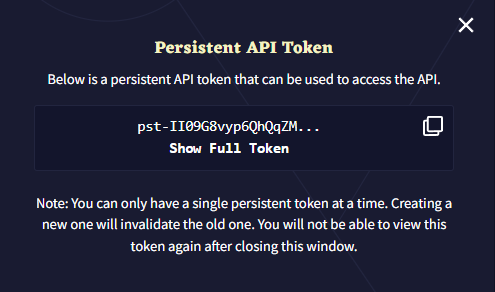 Persistent API Token
Below is a persistent API token that can be used to access the API.
pst-II09G8vyp6QhQqZM...
Show Full Token
Note: You can only have a single persistent token at a time. Creating a
new one will invalidate the old one. You will not be able to view this
token again after closing this window.